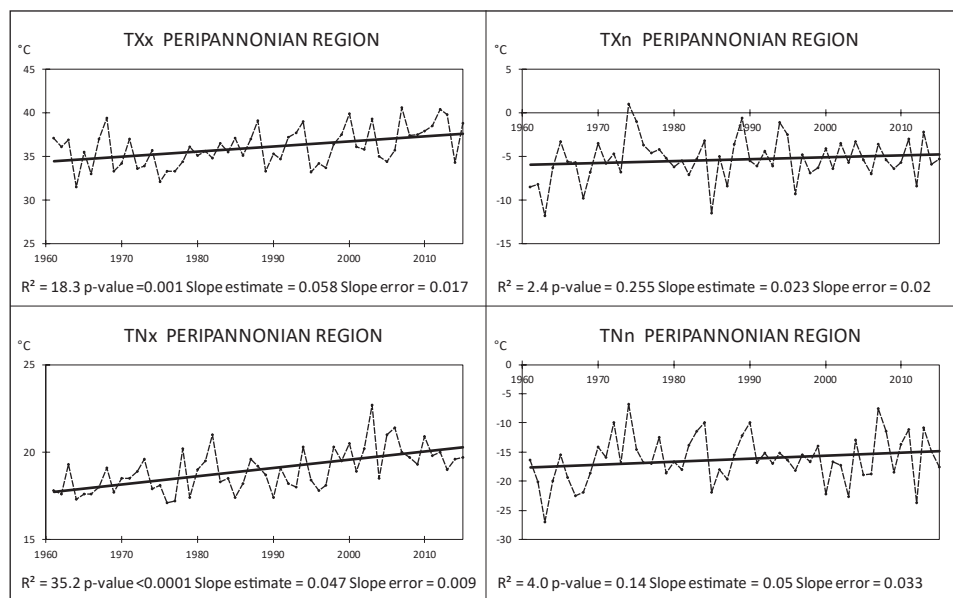 TXx PERIPANNONIAN REGION
°C
45
40
35
30
25
1960 1970 1980 1990 2000 2010
R² = 18.3 p-value =0.001 Slope estimate = 0.058 Slope error = 0.017
TXn PERIPANNONIAN REGION
°C
5
0
1960 1970 1980 1990 2000 2010
-5
-10
-15
R² = 2.4 p-value = 0.255 Slope estimate = 0.023 Slope error = 0.02
TNx PERIPANNONIAN REGION
°C
25
20
15
1960 1970 1980 1990 2000 2010
R² = 35.2 p-value <0.0001 Slope estimate = 0.047 Slope error = 0.009
TNn PERIPANNONIAN REGION
°C
0
1960 1970 1980 1990 2000 2010
-5
-10
-15
-20
-25
-30
R² = 4.0 p-value = 0.14 Slope estimate = 0.05 Slope error = 0.033